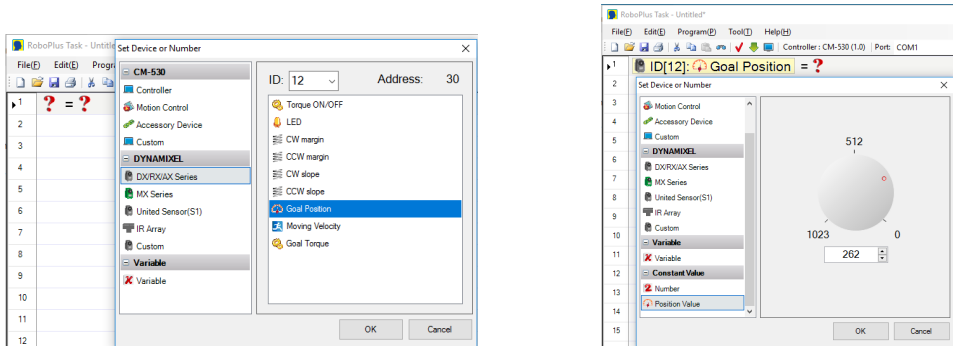 RoboPlus Task - Untitle
File(F) Edit(E) Progra
1 ? = ?
2
3
4
5
6
7
8
9
10
11
12
Set Device or Number
CM-530
Controller
Motion Control
Accessory Device
Custom
DYNAMIXEL
DX/RX/AX Series
MX Series
United Sensor(S1)
IR Array
Custom
Variable
Variable
ID: 12 Address: 30
Torque ON/OFF
LED
CW margin
CCW margin
CW slope
CCW slope
Goal Position
Moving Velocity
Goal Torque
OK Cancel
RoboPlus Task - Untitled*
File(F) Edit(E) Program(P) Tool(T) Help(H)
Controller : CM-530 (1.0) Port: COM1
1 ID[12]: Goal Position = ?
2
3
4
5
6
7
8
9
10
11
12
13
14
15
Set Device or Number
Motion Control
Accessory Device
Custom
DYNAMIXEL
DX/RX/AX Series
MX Series
United Sensor(S1)
IR Array
Custom
Variable
Variable
Constant Value
Number
Position Value
512
1023 0
262
OK Cancel